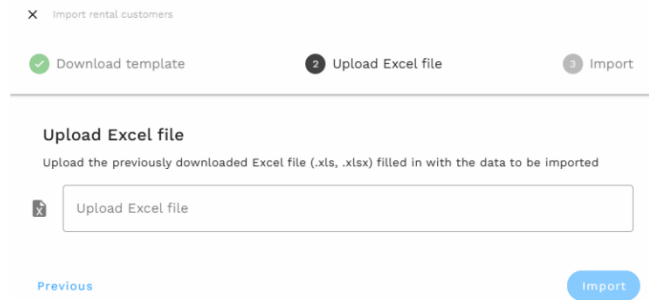 Import rental customers
Download template
2 Upload Excel file
3 Import
Upload Excel file
Upload the previously downloaded Excel file (.xls, .xlsx) filled in with the data to be imported
Upload Excel file
Previous
Import